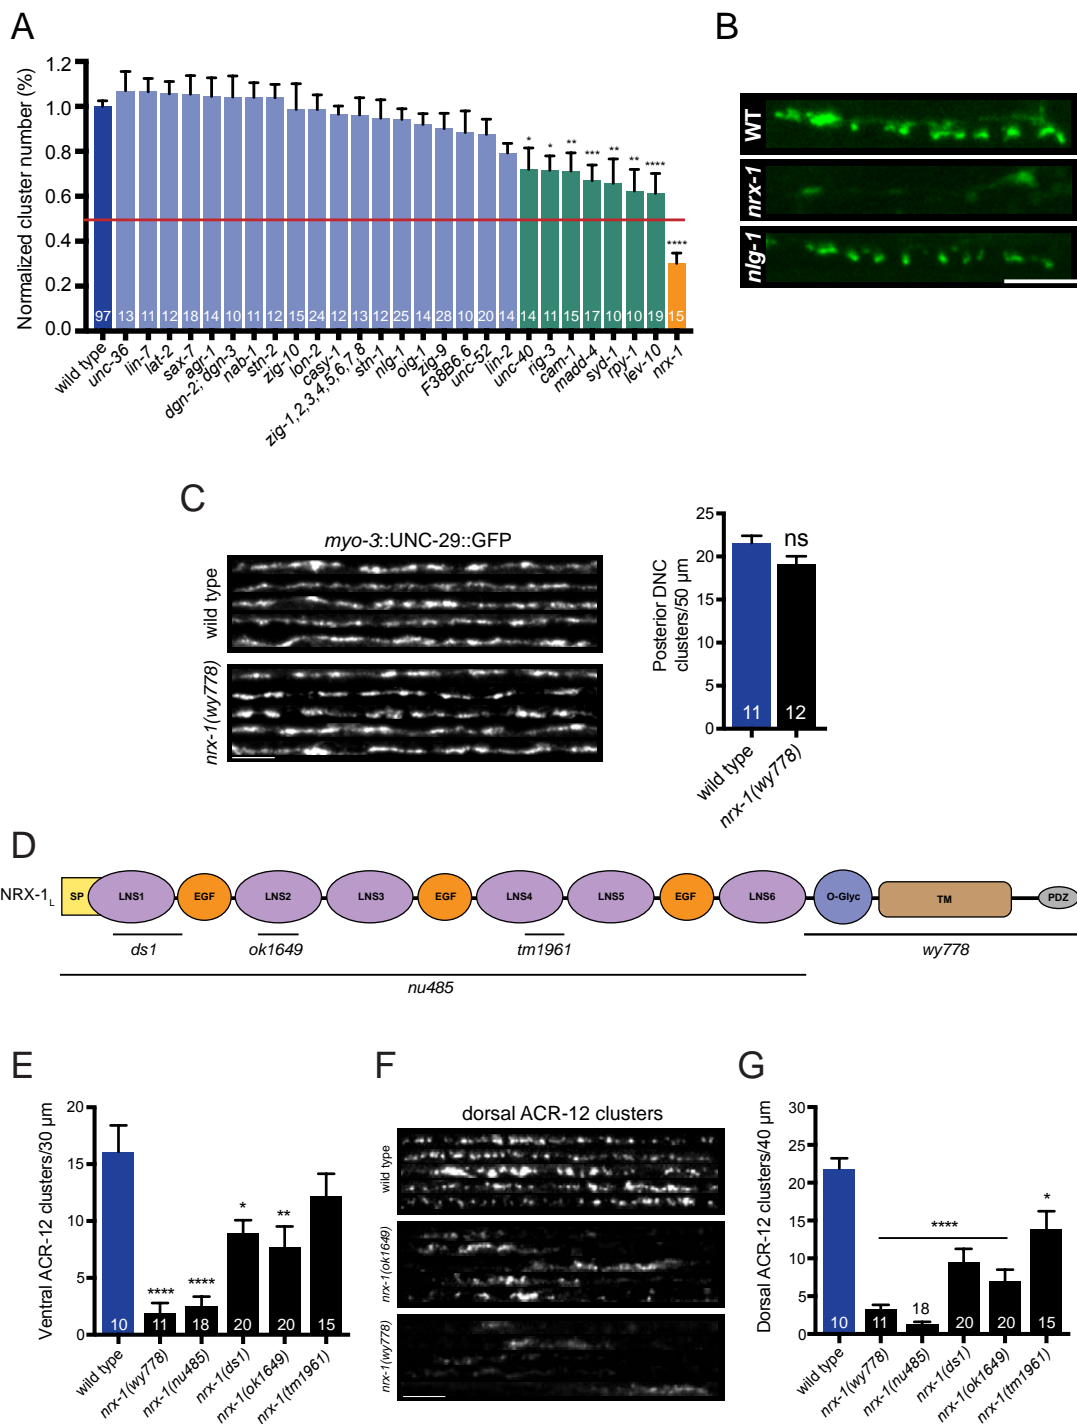 A
Normalized cluster number (%)
1.2
1.0
0.8
0.6
0.4
0.2
0.0
* * ** *** ** ** **** ****
97 13 11 12 18 14 10 11 12 15 24 12 13 12 25 14 28 10 20 14 14 11 15 17 10 10 19 15
wild type
unc-36
lin-7
lat-2
sax-7
agr-1
dgn-2; dgn-3
nab-1
stn-2
zig-10
lon-2
casy-1
zig-1,2,3,4,5,6,7,8
stn-1
nlg-1
oig-1
zig-9
F38B6.6
unc-52
lin-2
unc-40
rig-3
cam-1
madd-4
syd-1
rpy-1
lev-10
nrx-1
B
WT
nrx-1
nlg-1
C
myo-3::UNC-29::GFP
wild type
nrx-1(wy778)
Posterior DNC
clusters/50 µm
25
20
15
10
5
0
ns
11 12
wild type
nrx-1(wy778)
D
NRX-1L
SP LNS1 EGF LNS2 LNS3 EGF LNS4 LNS5 EGF LNS6 O-Glyc TM PDZ
ds1 ok1649 tm1961 wy778
nu485
E
Ventral ACR-12 clusters/30 µm
20
15
10
5
0
**** **** * **
10 11 18 20 20 15
wild type
nrx-1(wy778)
nrx-1(nu485)
nrx-1(ds1)
nrx-1(ok1649)
nrx-1(tm1961)
F
dorsal ACR-12 clusters
wild type
nrx-1(ok1649)
nrx-1(wy778)
G
Dorsal ACR-12 clusters/40 µm
30
25
20
15
10
5
0
**** *
10 11 18 20 20 15
wild type
nrx-1(wy778)
nrx-1(nu485)
nrx-1(ds1)
nrx-1(ok1649)
nrx-1(tm1961)